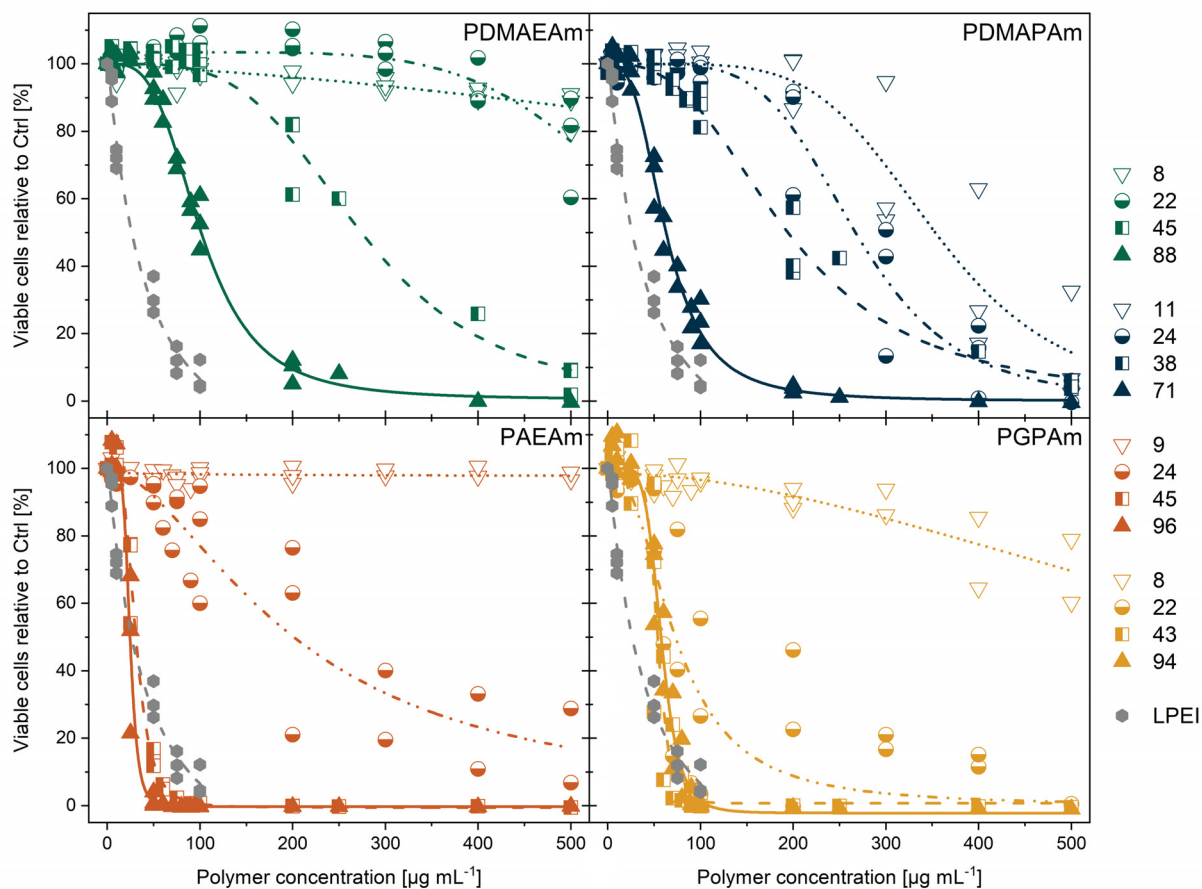 PDMAEAm
PDMAPAm
Viable cells relative to Ctrl [%]
100
80
60
40
20
0
8
22
45
88
11
24
38
71
PAEAm
PGPAm
Viable cells relative to Ctrl [%]
100
80
60
40
20
0
9
24
45
96
8
22
43
94
LPEI
0 100 200 300 400 500
0 100 200 300 400 500
Polymer concentration [µg mL⁻¹]
Polymer concentration [µg mL⁻¹]